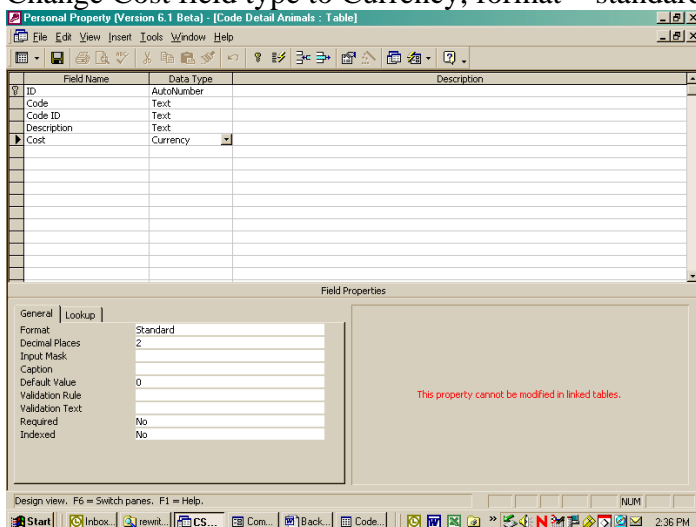 Change Cost field type to Currency, format – standard
Personal Property (Version 6.1 Beta) - [Code Detail Animals : Table]
File Edit View Insert Tools Window Help
Field Name Data Type Description
ID AutoNumber
Code Text
Code ID Text
Description Text
Cost Currency
Field Properties
General Lookup
Format Standard
Decimal Places 2
Input Mask
Caption
Default Value 0
Validation Rule
Validation Text
Required No
Indexed No
This property cannot be modified in linked tables.
Design view. F6 = Switch panes. F1 = Help. NUM
Start Inbox... rewrit... CS... Com... Back... Code... 2:36 PM